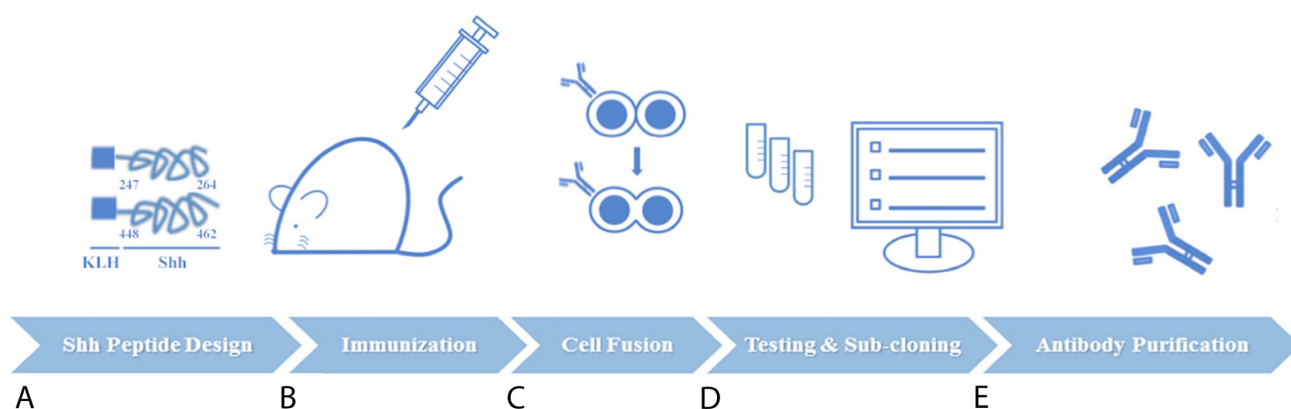 247 264
448 462
KLH Shh
Shh Peptide Design Immunization Cell Fusion Testing & Sub-cloning Antibody Purification
A B C D E